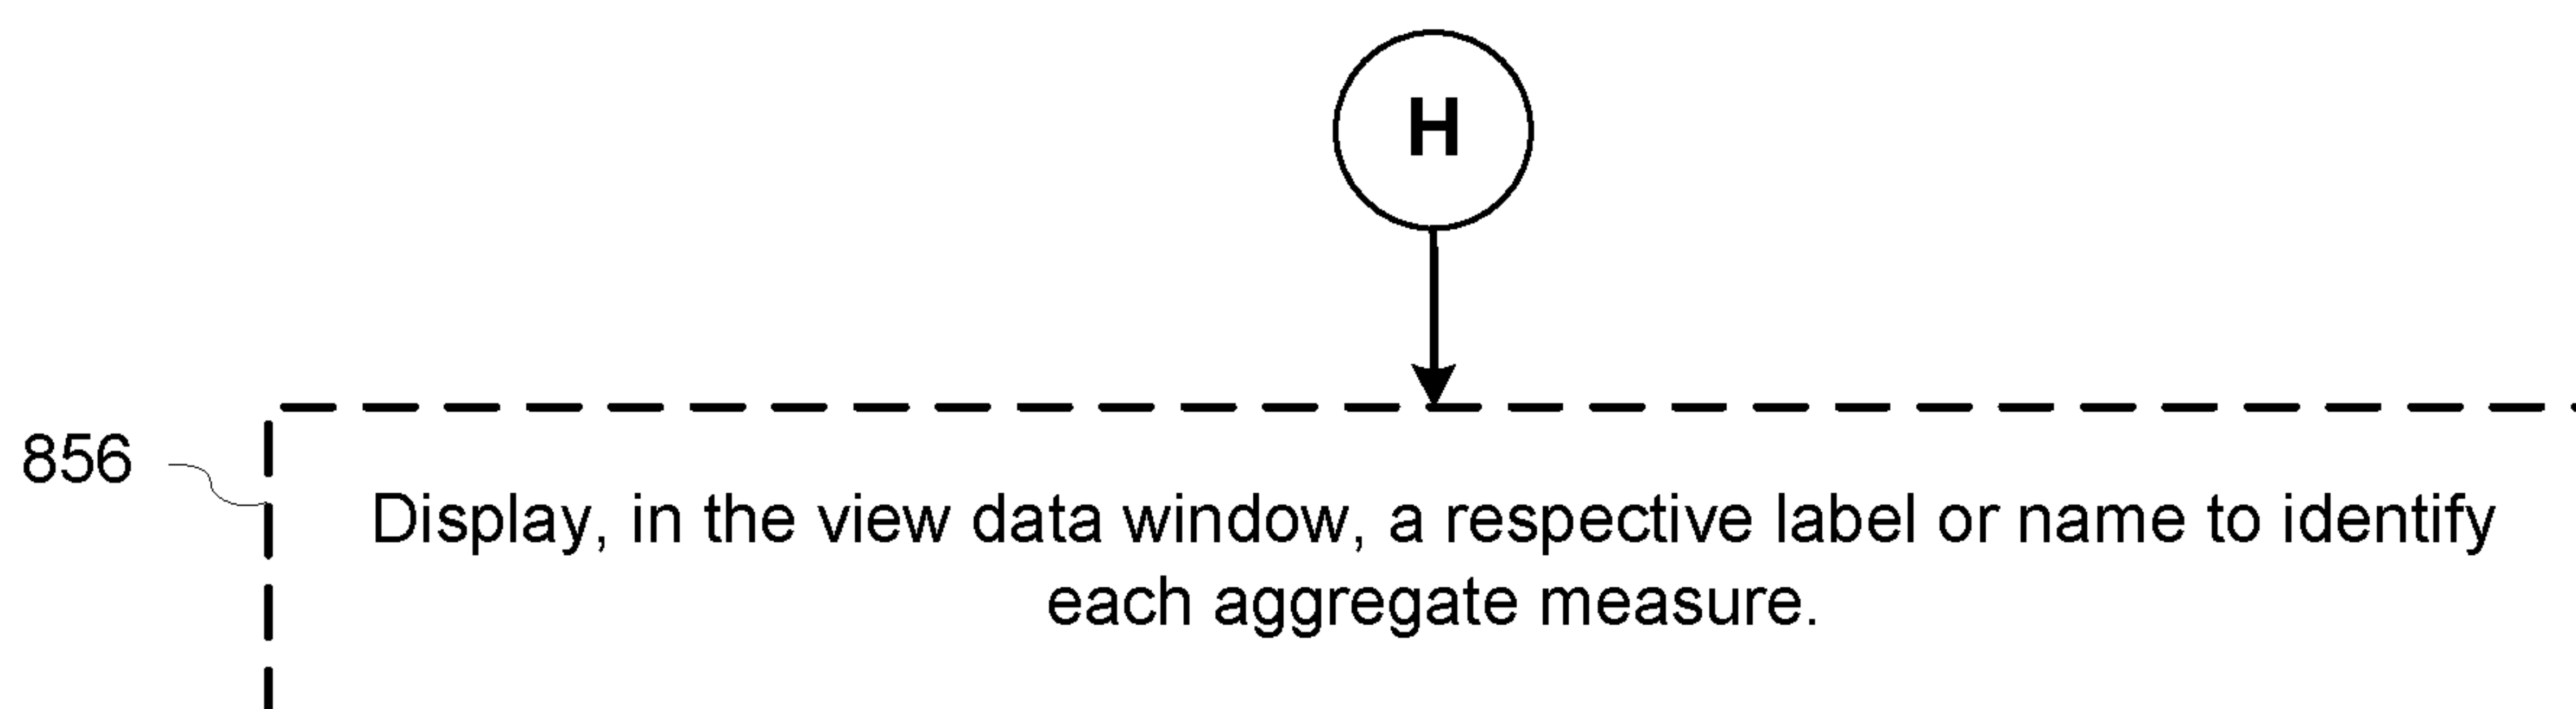 H
856
Display, in the view data window, a respective label or name to identify
each aggregate measure.